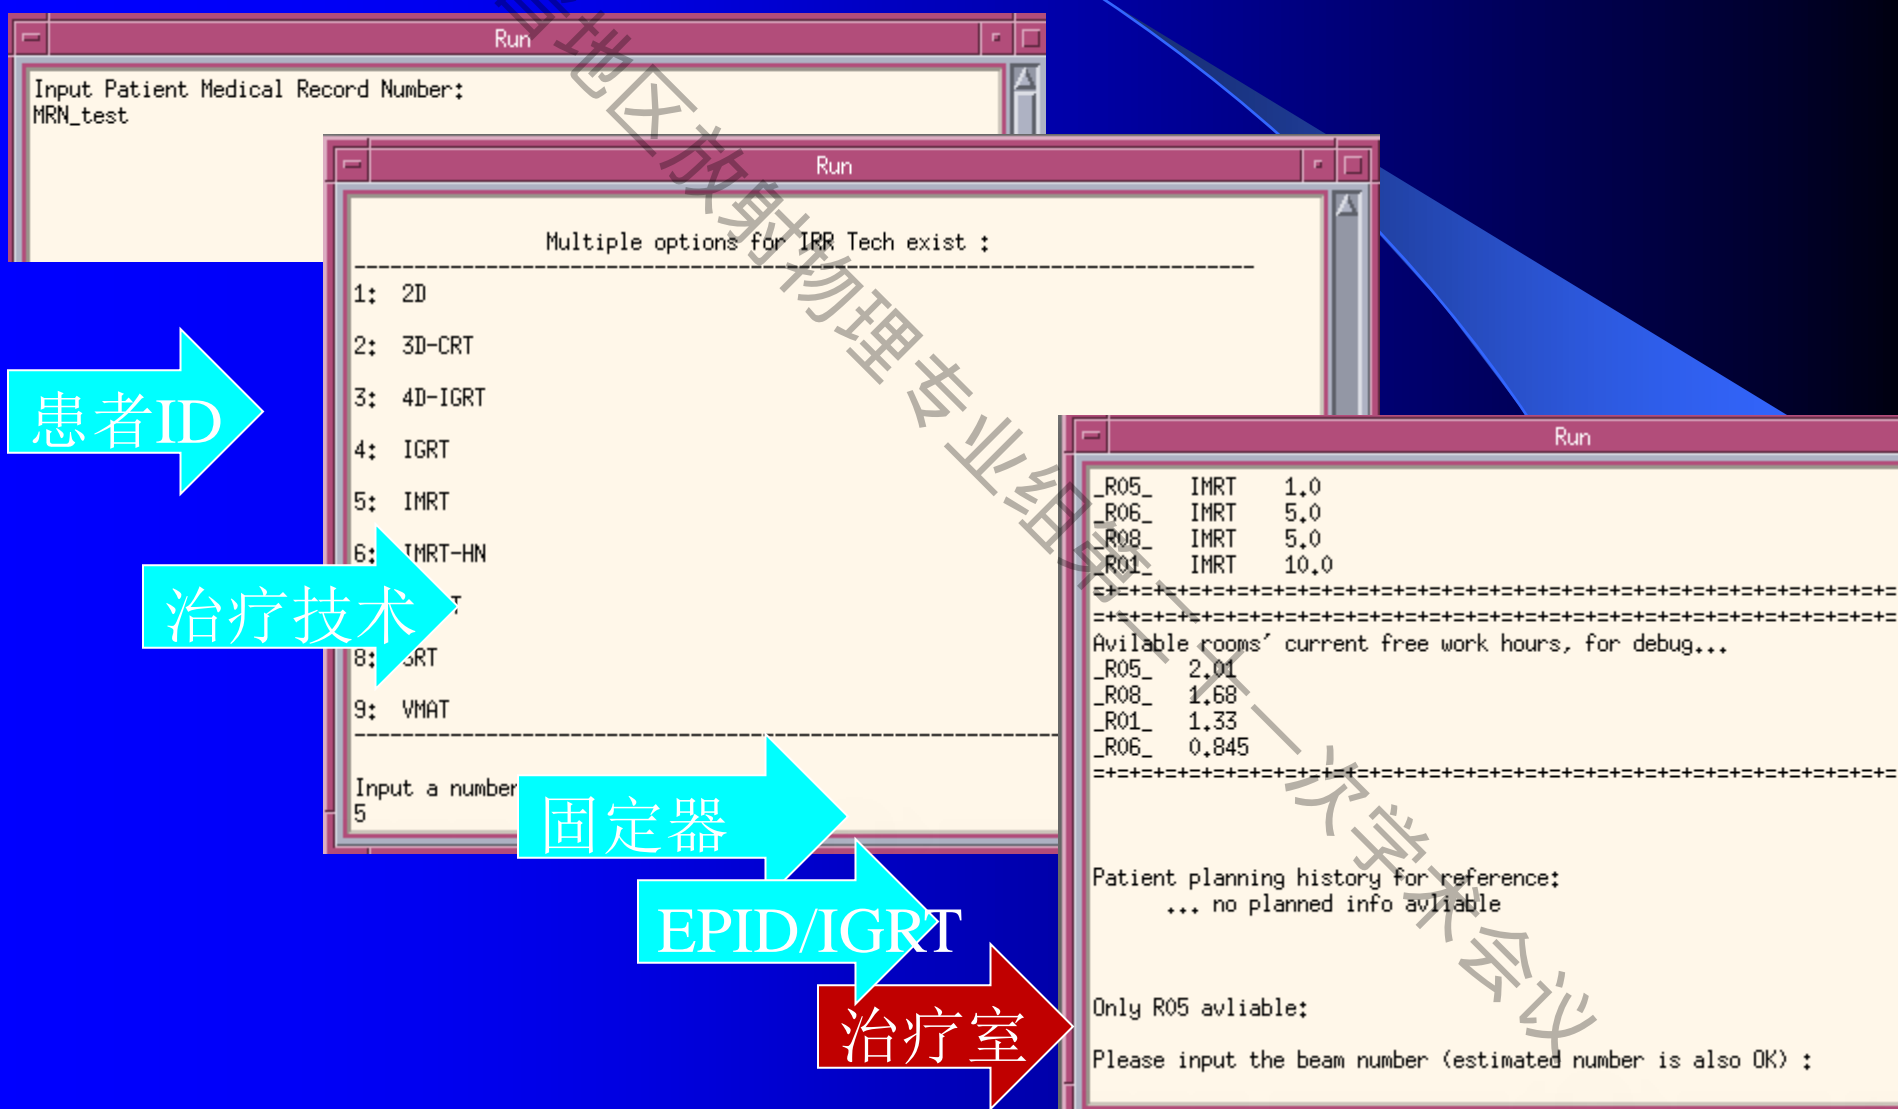 Run
Input Patient Medical Record Number:
MRN_test
Run
Multiple options for IRR Tech exist :
1: 2D
2: 3D-CRT
3: 4D-IGRT
4: IGRT
5: IMRT
6: IMRT-HN
8: SRT
9: VMAT
Input a number
5
患者ID
治疗技术
固定器
EPID/IGRT
治疗室
Run
_R05_ IMRT 1.0
_R06_ IMRT 5.0
_R08_ IMRT 5.0
_R01_ IMRT 10.0
Avilable rooms' current free work hours, for debug...
_R05_ 2.01
_R08_ 1.68
_R01_ 1.33
_R06_ 0.845
Patient planning history for reference:
... no planned info avliable
Only R05 avliable:
Please input the beam number (estimated number is also OK) :
地区放射物理专业组第二十一次学术会议